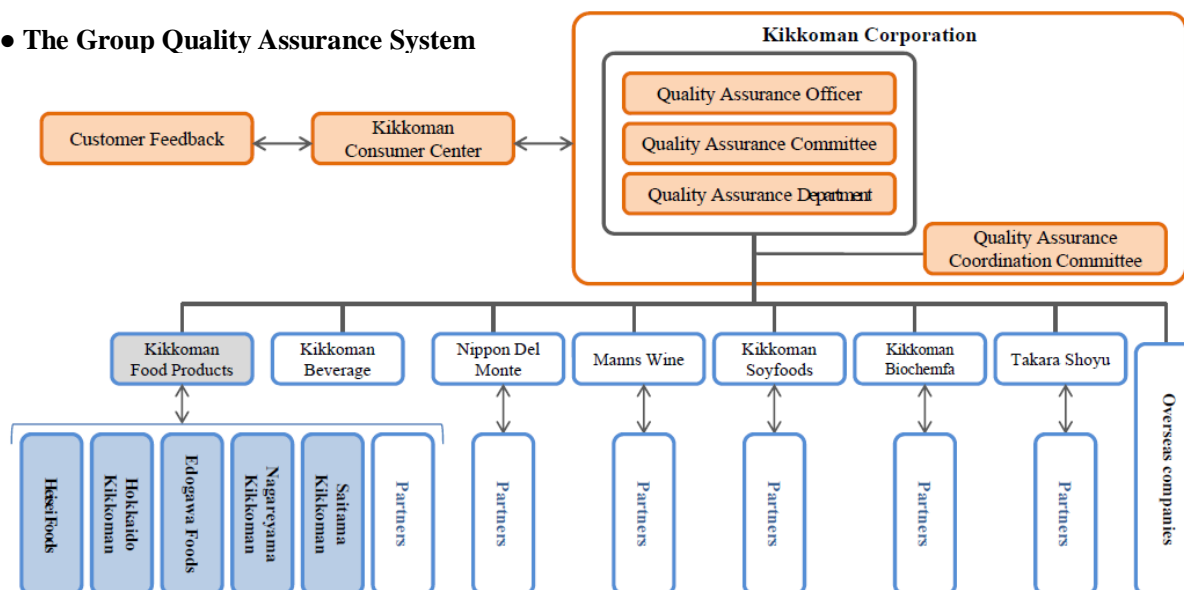 ● The Group Quality Assurance System
Kikkoman Corporation
Quality Assurance Officer
Quality Assurance Committee
Quality Assurance Department
Customer Feedback
Kikkoman
Consumer Center
Quality Assurance
Coordination Committee
Kikkoman
Food Products
Kikkoman
Beverage
Nippon Del
Monte
Manns Wine
Kikkoman
Soyfoods
Kikkoman
Biochemfa
Takara Shoyu
Overseas companies
Heisei Foods
Hokkaido
Kikkoman
Edogawa Foods
Nagareyama
Kikkoman
Saitama
Kikkoman
Partners
Partners
Partners
Partners
Partners
Partners